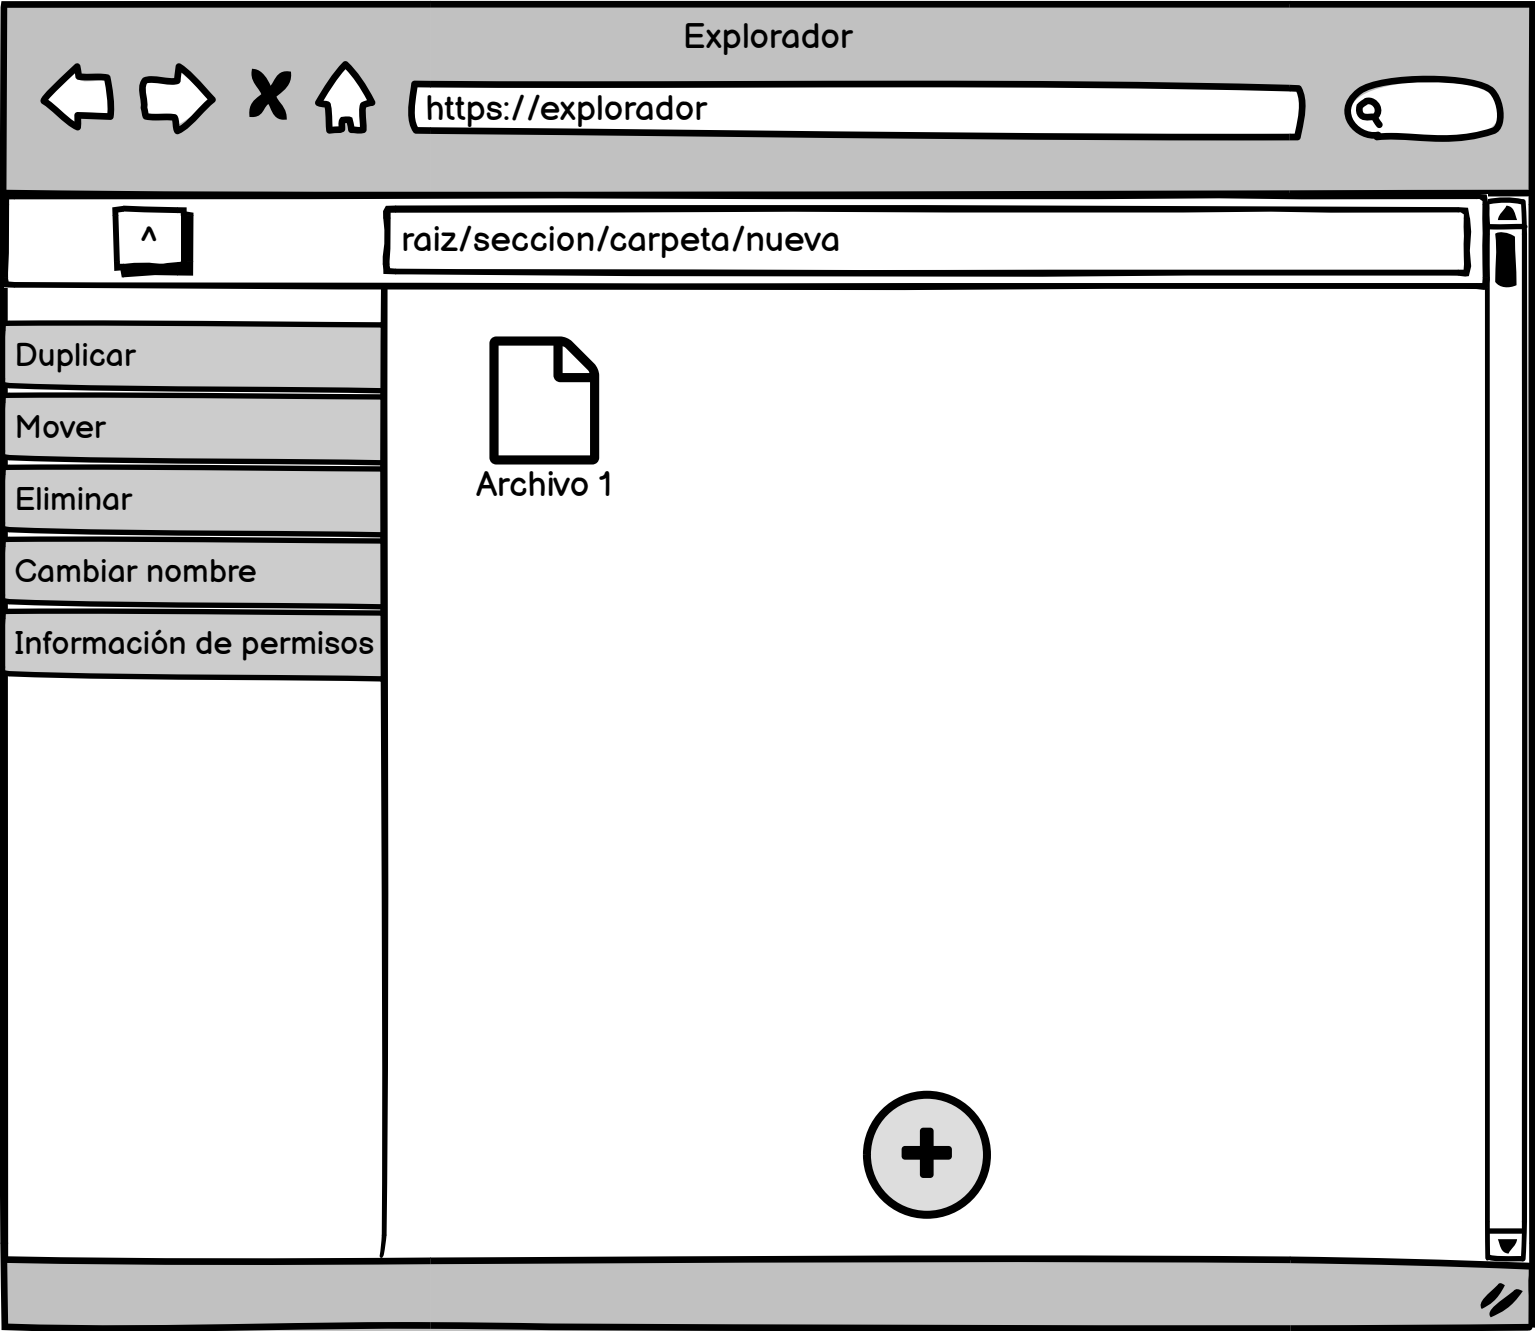 Explorador
https://explorador
^
raiz/seccion/carpeta/nueva
Duplicar
Mover
Eliminar
Cambiar nombre
Información de permisos
Archivo 1